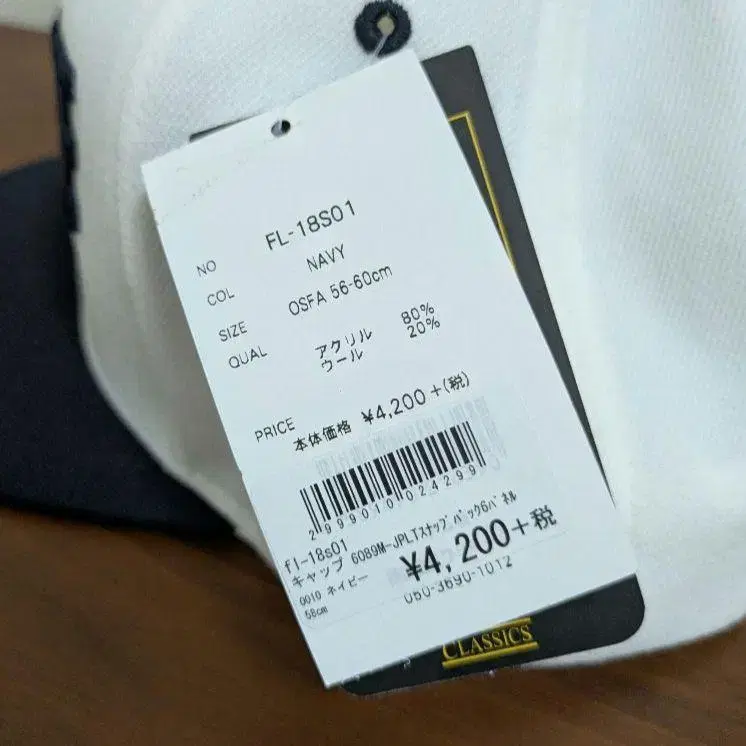 NO FL-18S01
COL NAVY
SIZE OSFA 56-60cm
QUAL アクリル 80%
ウール 20%
PRICE 本体価格 ¥4,200+(税)
2999010024299
fl-18s01
キャップ 6089M-JPLTスナップバック6パネル
0010 ネイビー ¥4,200+税
58cm 050-3690-1012
CLASSICS